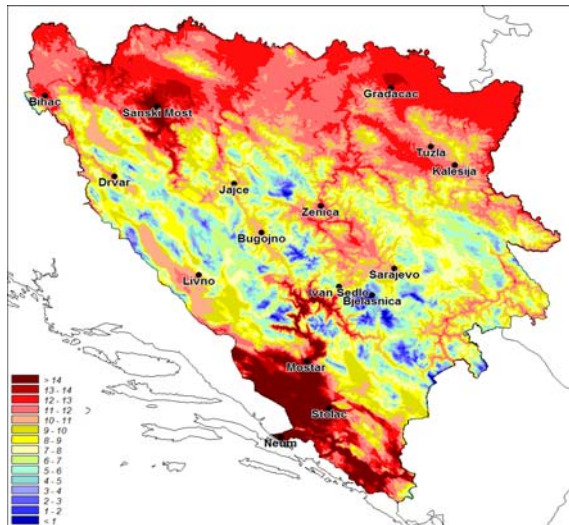 Gradacac
Bihac
Sanski Most
Tuzla
Kalesija
Drvar
Jajce
Zenica
Bugojno
Sarajevo
Livno
Ivan Sedlo
Bjelasnica
Mostar
Stolac
Neum
> 14
13 - 14
12 - 13
11 - 12
10 - 11
9 - 10
8 - 9
7 - 8
6 - 7
5 - 6
4 - 5
3 - 4
2 - 3
1 - 2
< 1